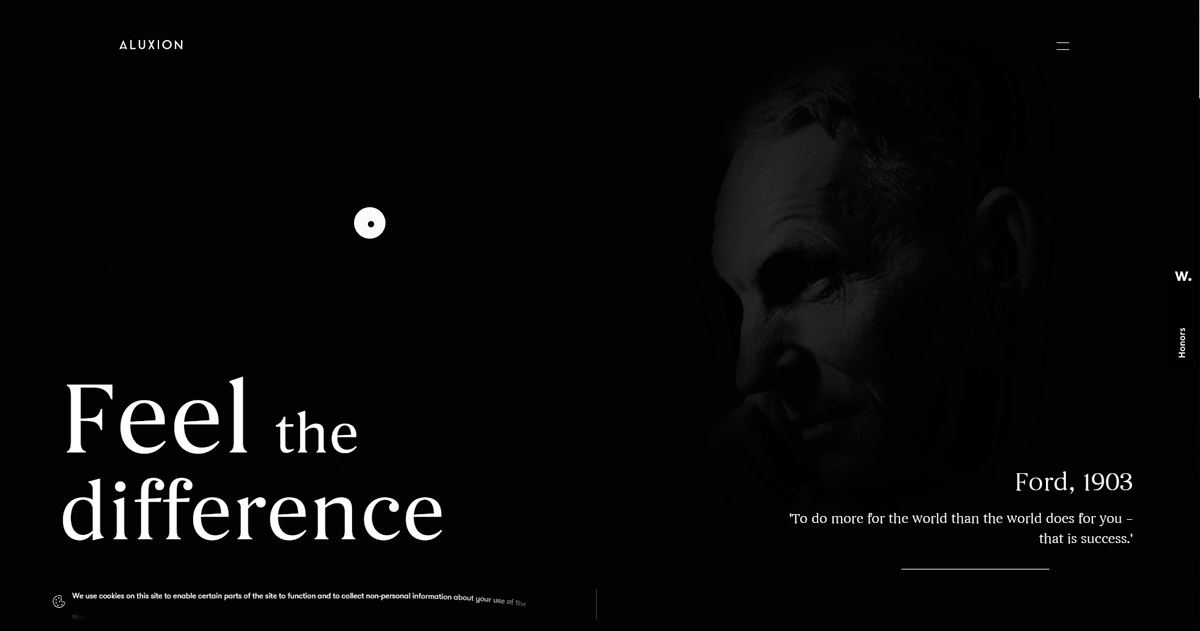 ALUXION
W.
Honors
Feel the
difference
Ford, 1903
'To do more for the world than the world does for you –
that is success.'
We use cookies on this site to enable certain parts of the site to function and to collect non-personal information about your use of the
site